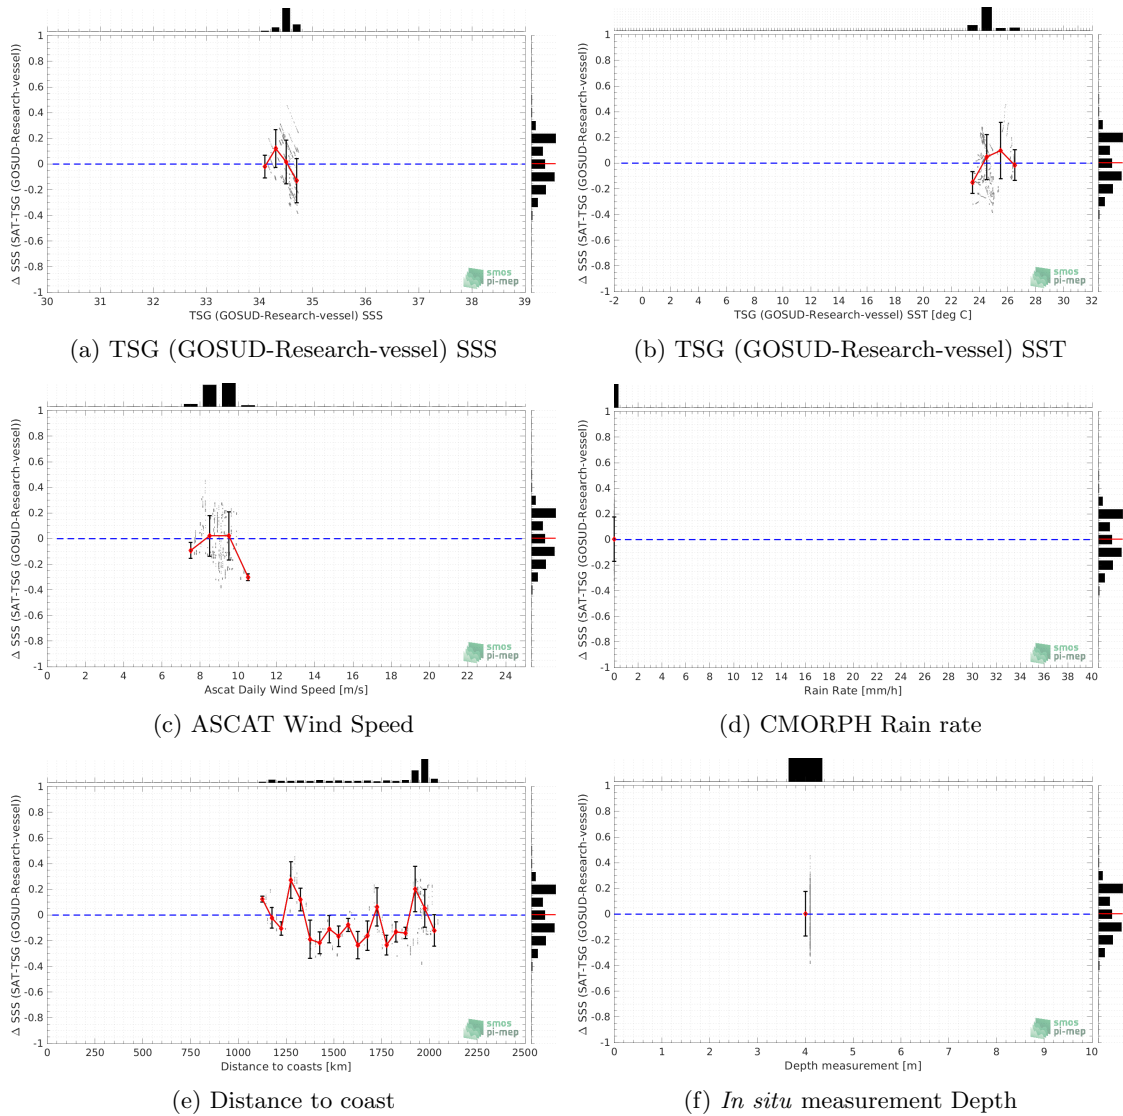 Δ SSS (SAT-TSG (GOSUD-Research-vessel))
1
0.8
0.6
0.4
0.2
0
-0.2
-0.4
-0.6
-0.8
-1
30 31 32 33 34 35 36 37 38 39
TSG (GOSUD-Research-vessel) SSS
smos
pi-mep
(a) TSG (GOSUD-Research-vessel) SSS
Δ SSS (SAT-TSG (GOSUD-Research-vessel))
1
0.8
0.6
0.4
0.2
0
-0.2
-0.4
-0.6
-0.8
-1
-2 0 2 4 6 8 10 12 14 16 18 20 22 24 26 28 30 32
TSG (GOSUD-Research-vessel) SST [deg C]
smos
pi-mep
(b) TSG (GOSUD-Research-vessel) SST
Δ SSS (SAT-TSG (GOSUD-Research-vessel))
1
0.8
0.6
0.4
0.2
0
-0.2
-0.4
-0.6
-0.8
-1
0 2 4 6 8 10 12 14 16 18 20 22 24
Ascat Daily Wind Speed [m/s]
smos
pi-mep
(c) ASCAT Wind Speed
Δ SSS (SAT-TSG (GOSUD-Research-vessel))
1
0.8
0.6
0.4
0.2
0
-0.2
-0.4
-0.6
-0.8
-1
0 2 4 6 8 10 12 14 16 18 20 22 24 26 28 30 32 34 36 38 40
Rain Rate [mm/h]
smos
pi-mep
(d) CMORPH Rain rate
Δ SSS (SAT-TSG (GOSUD-Research-vessel))
1
0.8
0.6
0.4
0.2
0
-0.2
-0.4
-0.6
-0.8
-1
0 250 500 750 1000 1250 1500 1750 2000 2250 2500
Distance to coasts [km]
smos
pi-mep
(e) Distance to coast
Δ SSS (SAT-TSG (GOSUD-Research-vessel))
1
0.8
0.6
0.4
0.2
0
-0.2
-0.4
-0.6
-0.8
-1
0 1 2 3 4 5 6 7 8 9 10
Depth measurement [m]
smos
pi-mep
(f) In situ measurement Depth